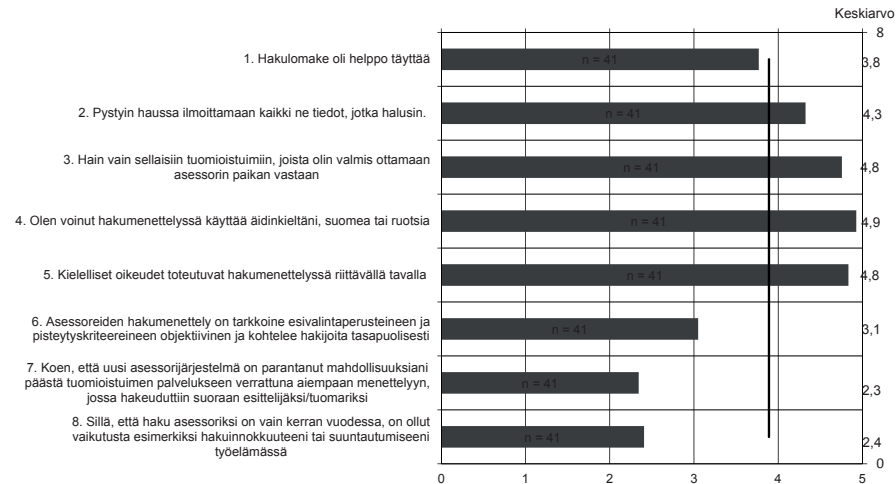 Keskiarvo
8
1. Hakulomake oli helppo täyttää
n = 41
3,8
2. Pystyin haussa ilmoittamaan kaikki ne tiedot, jotka halusin.
n = 41
4,3
3. Hain vain sellaisiin tuomioistuimiin, joista olin valmis ottamaan
asessorin paikan vastaan
n = 41
4,8
4. Olen voinut hakumenettelyssä käyttää äidinkieltäni, suomea tai ruotsia
n = 41
4,9
5. Kielelliset oikeudet toteutuvat hakumenettelyssä riittävällä tavalla
n = 41
4,8
6. Asessoreiden hakumenettely on tarkkoine esivalintaperusteineen ja
pisteytyskriteereineen objektiivinen ja kohtelee hakijoita tasapuolisesti
n = 41
3,1
7. Koen, että uusi asessorijärjestelmä on parantanut mahdollisuuksiani
päästä tuomioistuimen palvelukseen verrattuna aiempaan menettelyyn,
jossa hakeuduttiin suoraan esittelijäksi/tuomariksi
n = 41
2,3
8. Sillä, että haku asessoriksi on vain kerran vuodessa, on ollut
vaikutusta esimerkiksi hakuinnokkuuteeni tai suuntautumiseeni
työelämässä
n = 41
2,4
0
0 1 2 3 4 5